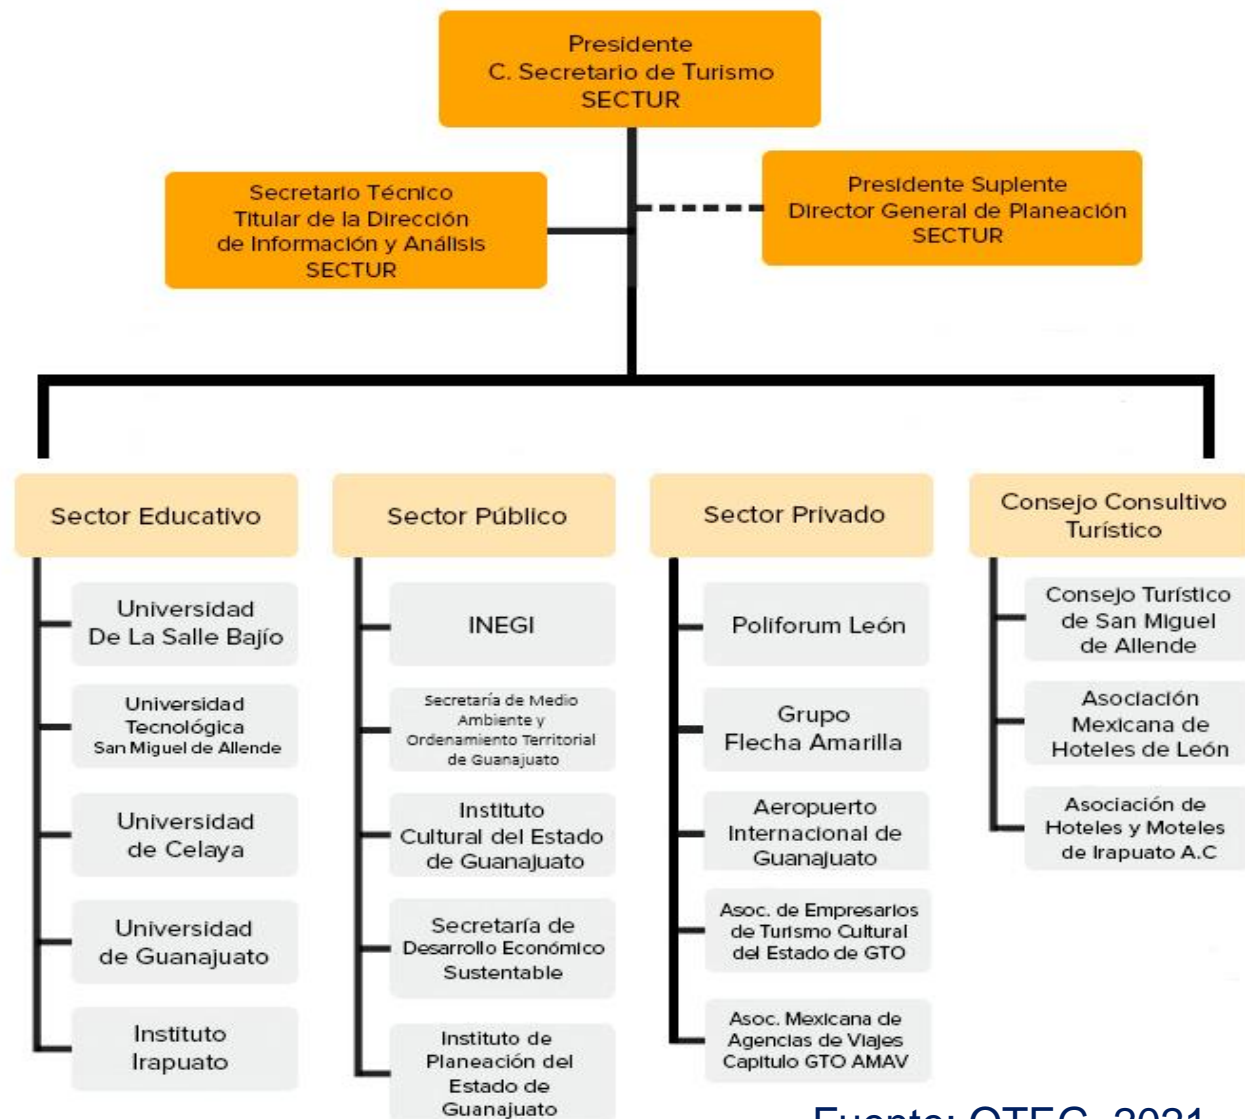 Presidente
C. Secretario de Turismo
SECTUR
Secretario Técnico
Titular de la Dirección
de Información y Análisis
SECTUR
Presidente Suplente
Director General de Planeación
SECTUR
Sector Educativo
Universidad
De La Salle Bajío
Universidad
Tecnológica
San Miguel de Allende
Universidad
de Celaya
Universidad
de Guanajuato
Instituto
Irapuato
Sector Público
INEGI
Secretaría de Medio
Ambiente y
Ordenamiento Territorial
de Guanajuato
Instituto
Cultural del Estado
de Guanajuato
Secretaría de
Desarrollo Económico
Sustentable
Instituto de
Planeación del
Estado de
Guanajuato
Sector Privado
Poliforum León
Grupo
Flecha Amarilla
Aeropuerto
Internacional de
Guanajuato
Asoc. de Empresarios
de Turismo Cultural
del Estado de GTO
Asoc. Mexicana de
Agencias de Viajes
Capitulo GTO AMAV
Consejo Consultivo
Turístico
Consejo Turístico
de San Miguel
de Allende
Asociación
Mexicana de
Hoteles de León
Asociación de
Hoteles y Moteles
de Irapuato A.C
Fuente: OTEG, 2021